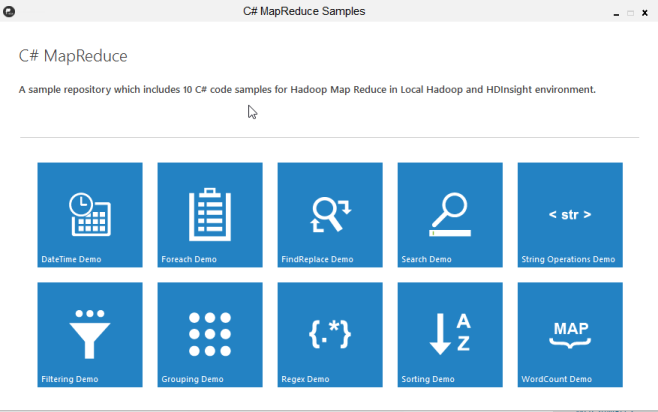 C# MapReduce Samples
C# MapReduce
A sample repository which includes 10 C# code samples for Hadoop Map Reduce in Local Hadoop and HDInsight environment.
DateTime Demo
Foreach Demo
FindReplace Demo
Search Demo
< str >
String Operations Demo
Filtering Demo
Grouping Demo
{.*}
Regex Demo
A
Z
Sorting Demo
MAP
WordCount Demo